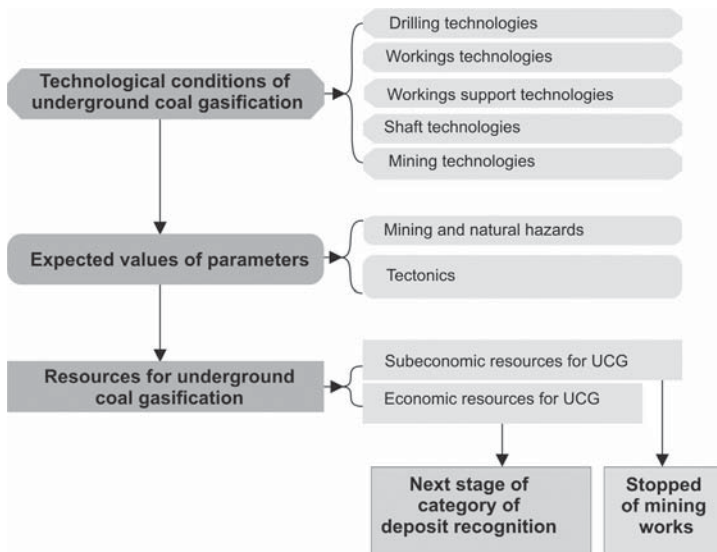 Technological conditions of
underground coal gasification
Drilling technologies
Workings technologies
Workings support technologies
Shaft technologies
Mining technologies
Expected values of parameters
Mining and natural hazards
Tectonics
Resources for underground
coal gasification
Subeconomic resources for UCG
Economic resources for UCG
Next stage of
category of
deposit recognition
Stopped
of mining
works